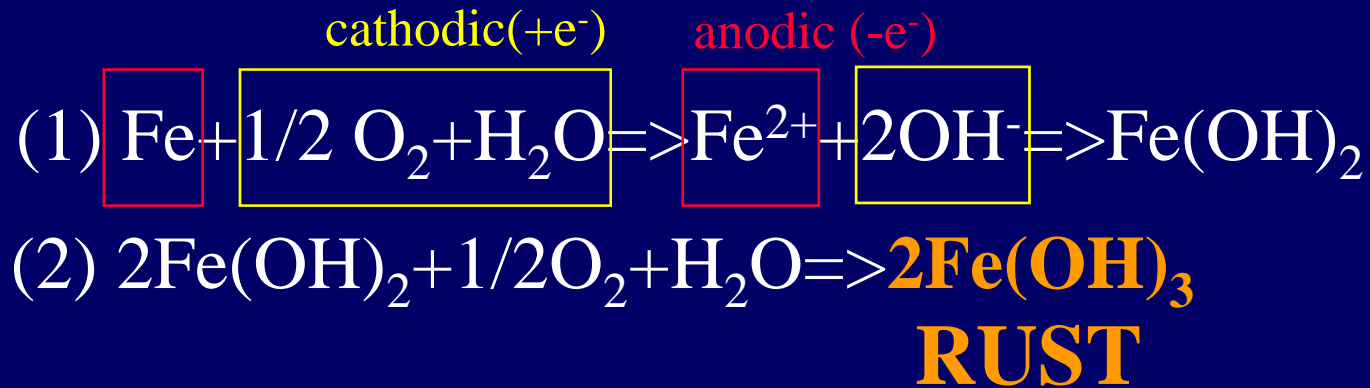 cathodic(+e⁻) anodic (-e⁻)
(1) Fe+1/2 O₂+H₂O=>Fe²⁺+2OH⁻=>Fe(OH)₂
(2) 2Fe(OH)₂+1/2O₂+H₂O=>2Fe(OH)₃
RUST